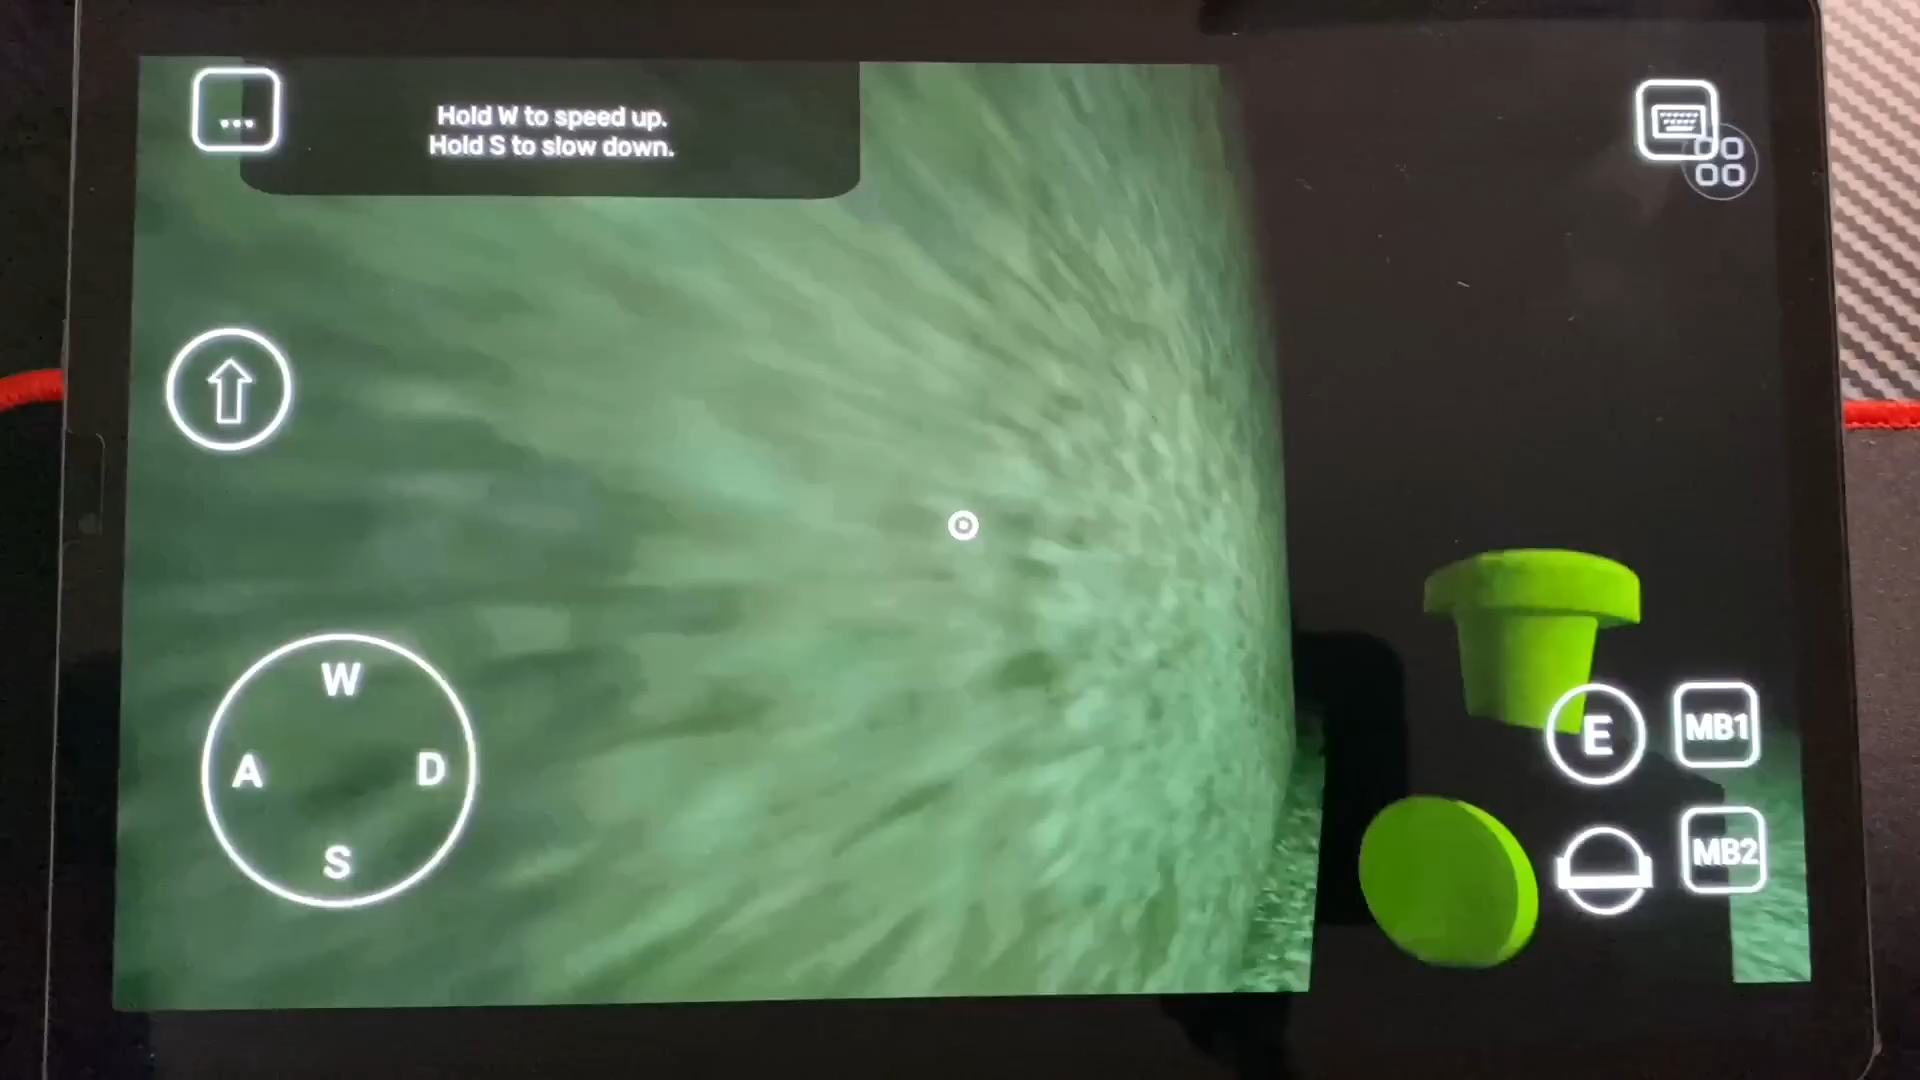 ...
Hold W to speed up.
Hold S to slow down.
W
A
D
S
E
MB1
MB2